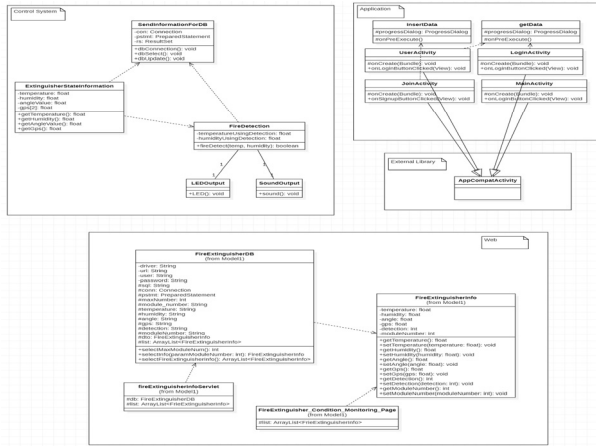 Control System
SendInformationForDB
-con: Connection
-pstmt: PreparedStatement
-rs: ResultSet
+dbConnection(): void
+dbSelect(): void
+dbUpdate(): void
ExtinguisherStateInformation
-temperature: float
-humidity: float
-angleValue: float
-gps[2]: float
+getTemperature(): float
+getHumidity(): float
+getAngleValue(): float
+getGps(): float
FireDetection
-temperatureUsingDetection: float
-humidityUsingDetection: float
+fireDetect(temp, humidity): boolean
1
1
1
1
LEDOutput
+LED(): void
SoundOutput
+sound(): void
Application
InsertData
#progressDialog: ProgressDialog
#onPreExecute()
getData
#progressDialog: ProgressDialog
#onPreExecute()
UserActivity
#onCreate(Bundle): void
+onLogoutButtonClicked(View): void
LoginActivity
#onCreate(Bundle): void
+onLoginButtonClicked(View): void
JoinActivity
#onCreate(Bundle): void
+onSignupButtonClicked(View): void
MainActivity
#onCreate(Bundle): void
+onLoginButtonClicked(View): void
External Library
AppCompatActivity
Web
FireExtinguisherDB
(from Model1)
-driver: String
-url: String
-user: String
-password: String
#sql: String
#conn: Connection
#pstmt: PreparedStatement
#maxNumber: int
#module_number: String
#temperature: String
#humidity: String
#angle: String
#gps: String
#detection: String
#moduleNumber: String
#dto: FireExtinguisherInfo
#list: ArrayList<FireExtinguisherInfo>
+selectMaxModuleNum(): int
+selectInfo(paramModuleNumber: int): FireExtinguisherInfo
+selectFireExtinguisherInfo(): ArrayList<FireExtinguisherInfo>
FireExtinguisherInfo
(from Model1)
-temperature: float
-humidity: float
-angle: float
-gps: float
-detection: int
-moduleNumber: int
+getTemperature(): float
+setTemperature(temperature: float): void
+getHumidity(): float
+setHumidity(humidity: float): void
+getAngle(): float
+setAngle(angle: float): void
+getGps(): float
+setGps(gps: float): void
+getDetection(): int
+setDetection(detection: int): void
+getModuleNumber(): int
+setModuleNumber(moduleNumber: int): void
fireExtinguisherInfoServlet
(from Model1)
#db: FireExtinguisherDB
#list: ArrayList<FrieExtinguisherInfo>
FireExtinguisher_Condition_Monitoring_Page
(from Model1)
#list: ArrayList<FireExtinguisherInfo>